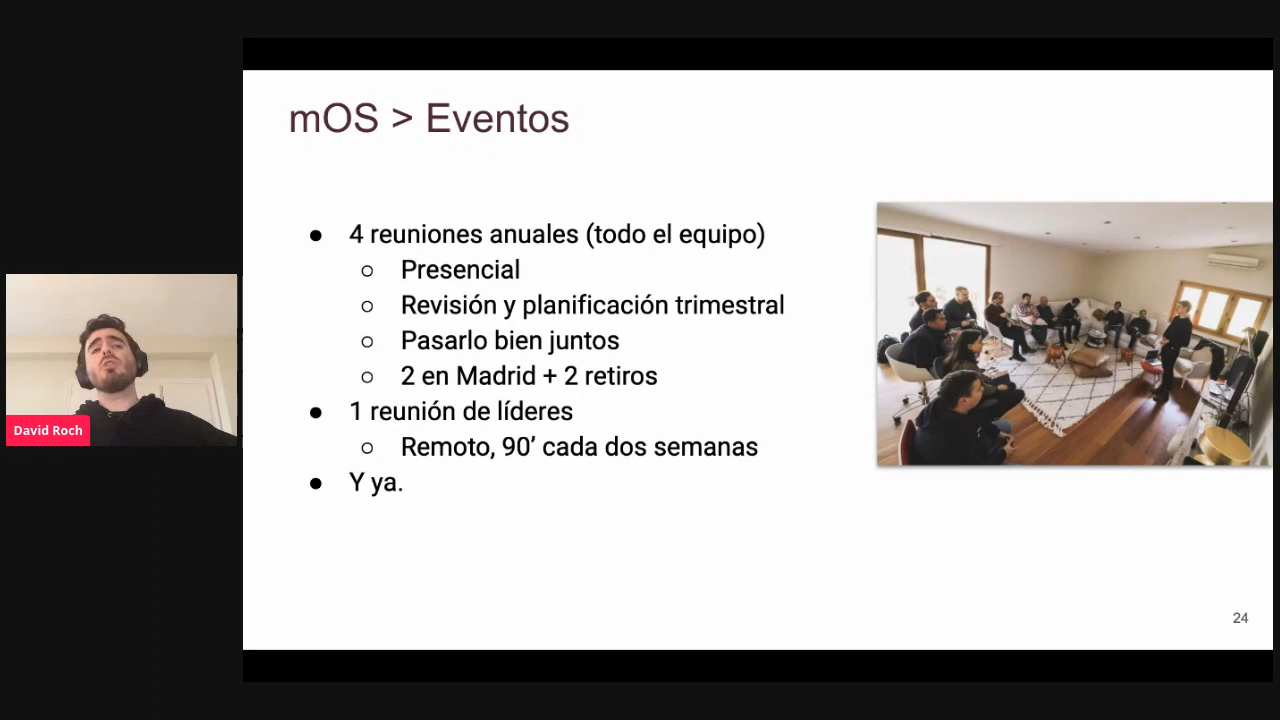 mOS > Eventos
● 4 reuniones anuales (todo el equipo)
○ Presencial
○ Revisión y planificación trimestral
○ Pasarlo bien juntos
○ 2 en Madrid + 2 retiros
● 1 reunión de líderes
○ Remoto, 90’ cada dos semanas
● Y ya.
David Roch
24